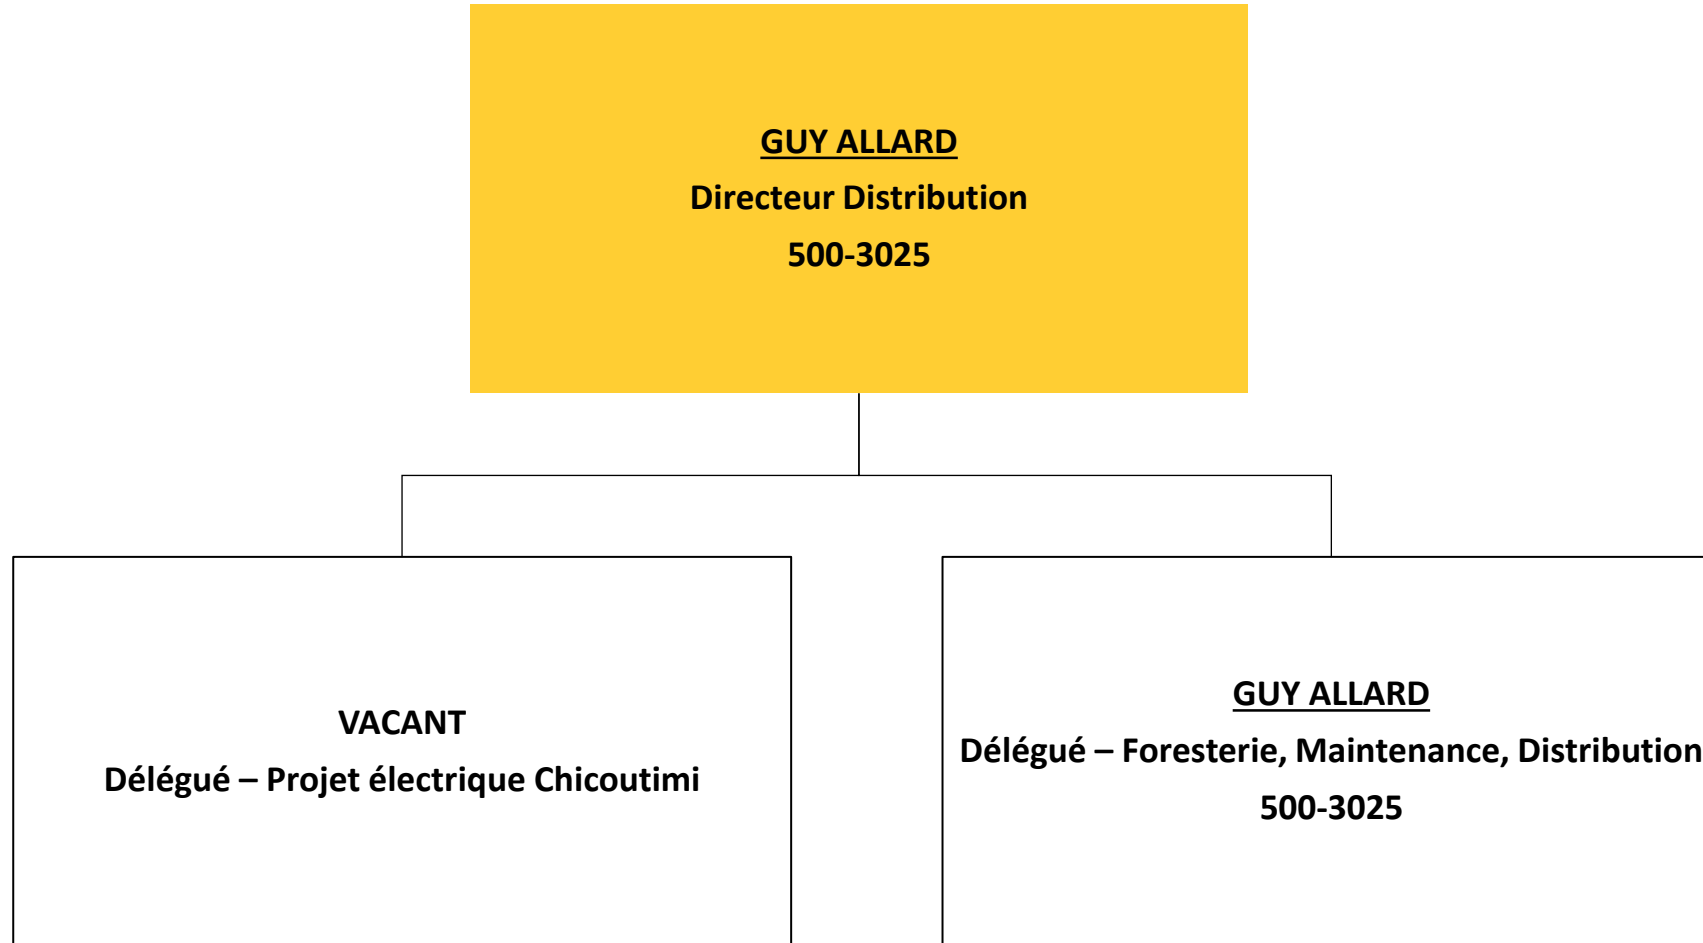 GUY ALLARD
Directeur Distribution
500-3025
VACANT
Délégué – Projet électrique Chicoutimi
GUY ALLARD
Délégué – Foresterie, Maintenance, Distribution
500-3025